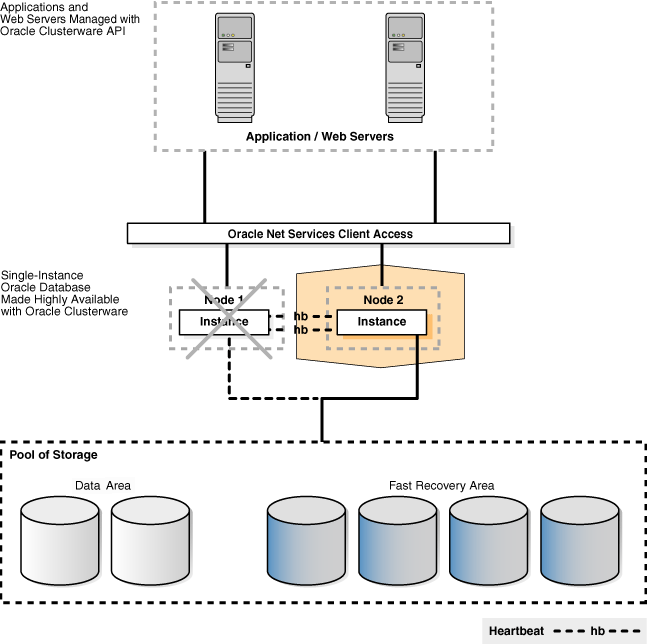 Applications and
Web Servers Managed with
Oracle Clusterware API
Application / Web Servers
Oracle Net Services Client Access
Single-Instance
Oracle Database
Made Highly Available
with Oracle Clusterware
Node 1
Instance
hb
hb
Node 2
Instance
Pool of Storage
Data Area
Fast Recovery Area
Heartbeat hb